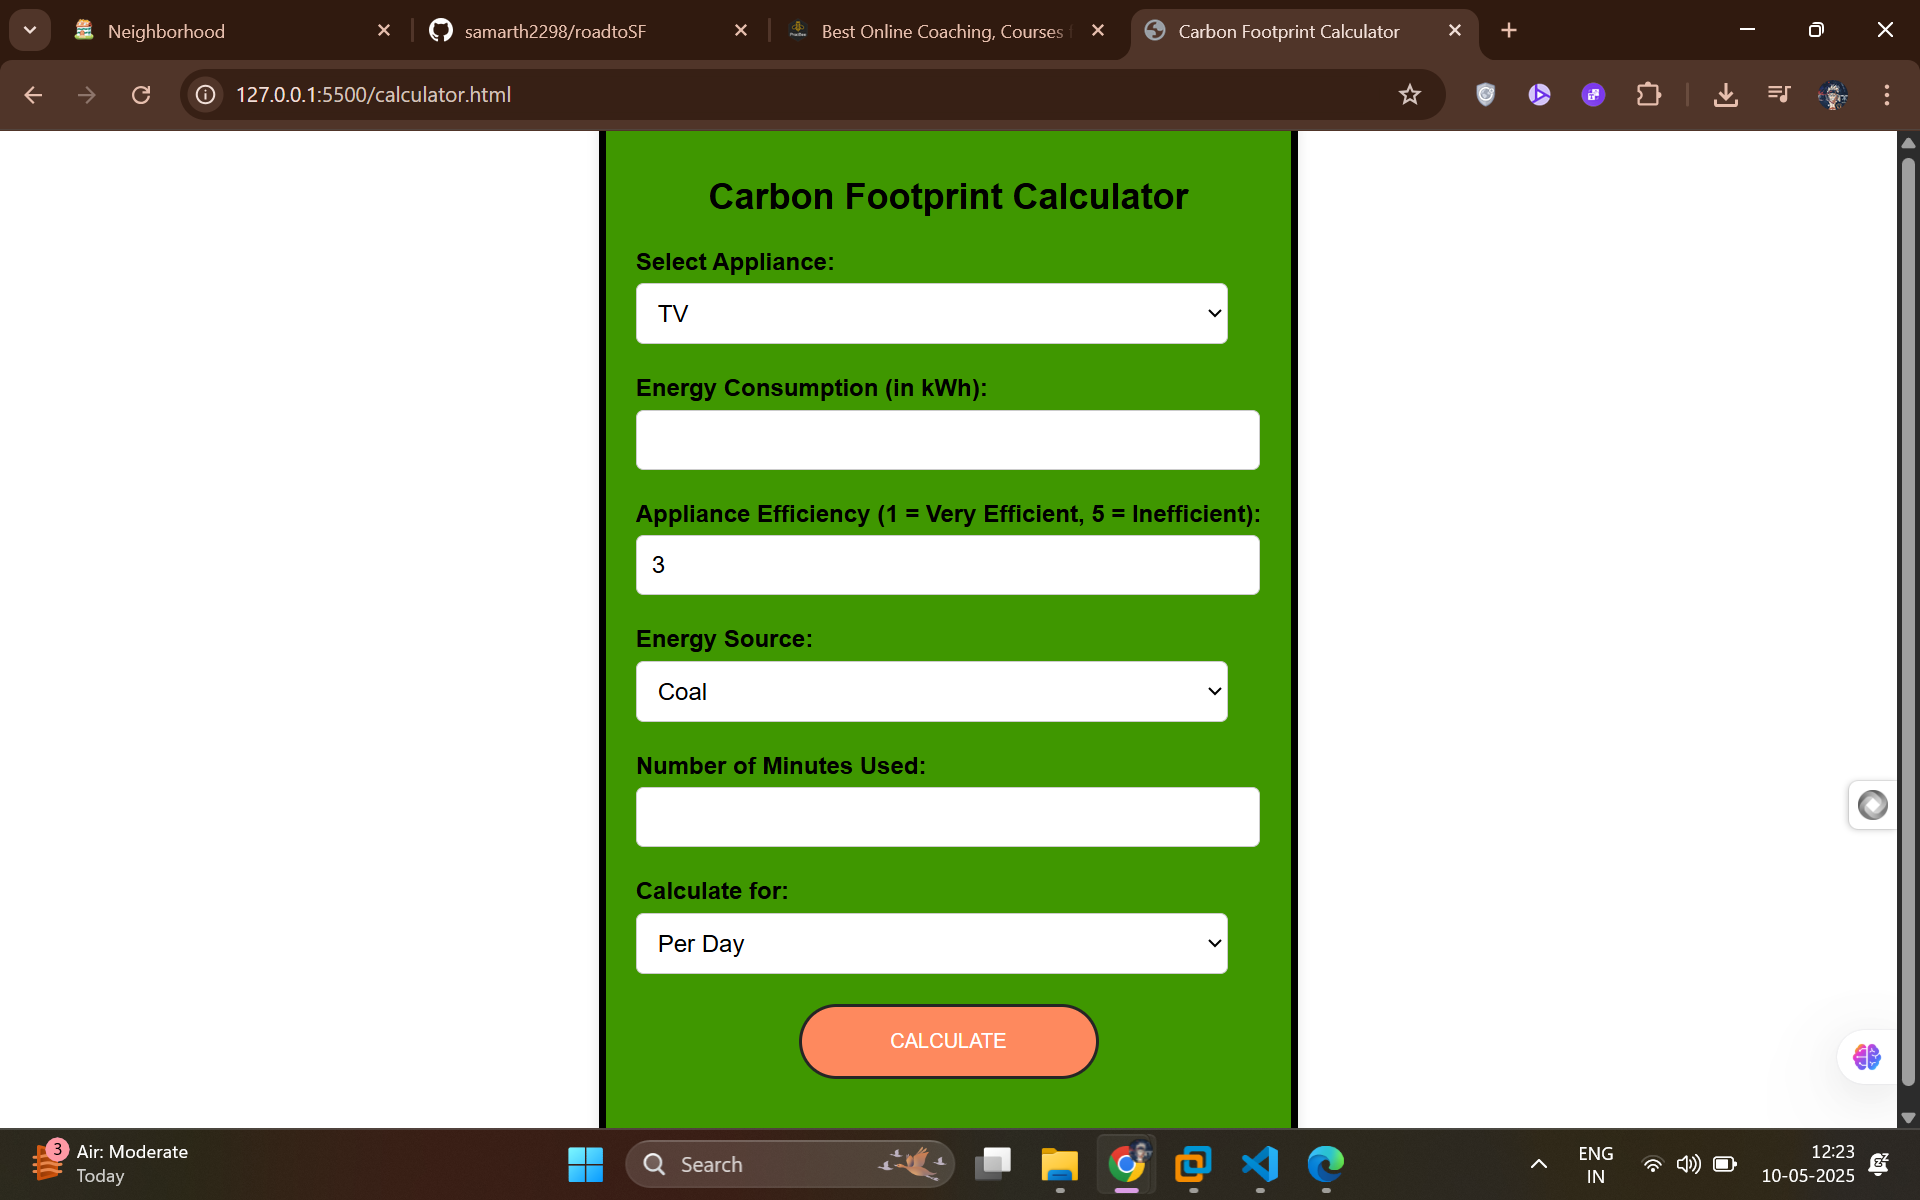 Neighborhood
samarth2298/roadtoSF
Best Online Coaching, Courses f
Carbon Footprint Calculator
127.0.0.1:5500/calculator.html
Carbon Footprint Calculator
Select Appliance:
TV
Energy Consumption (in kWh):
Appliance Efficiency (1 = Very Efficient, 5 = Inefficient):
3
Energy Source:
Coal
Number of Minutes Used:
Calculate for:
Per Day
CALCULATE
3
Air: Moderate
Today
Search
ENG
IN
12:23
10-05-2025